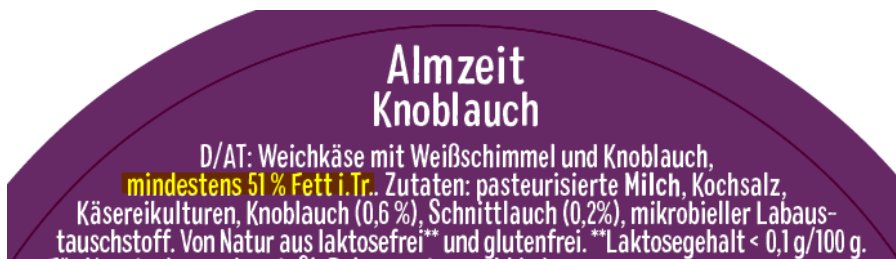 Almzeit
Knoblauch
D/AT: Weichkäse mit Weißschimmel und Knoblauch,
mindestens 51 % Fett i.Tr.. Zutaten: pasteurisierte Milch, Kochsalz,
Käsereikulturen, Knoblauch (0,6 %), Schnittlauch (0,2%), mikrobieller Labaus-
tauschstoff. Von Natur aus laktosefrei** und glutenfrei. **Laktosegehalt < 0,1 g/100 g.